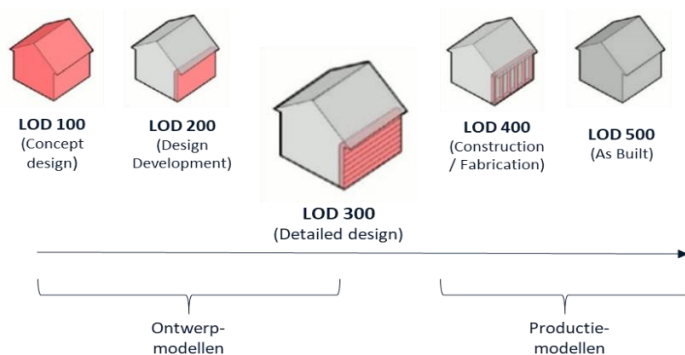 LOD 100
(Concept
design)
LOD 200
(Design
Development)
LOD 300
(Detailed design)
LOD 400
(Construction
/ Fabrication)
LOD 500
(As Built)
Ontwerp-
modellen
Productie-
modellen